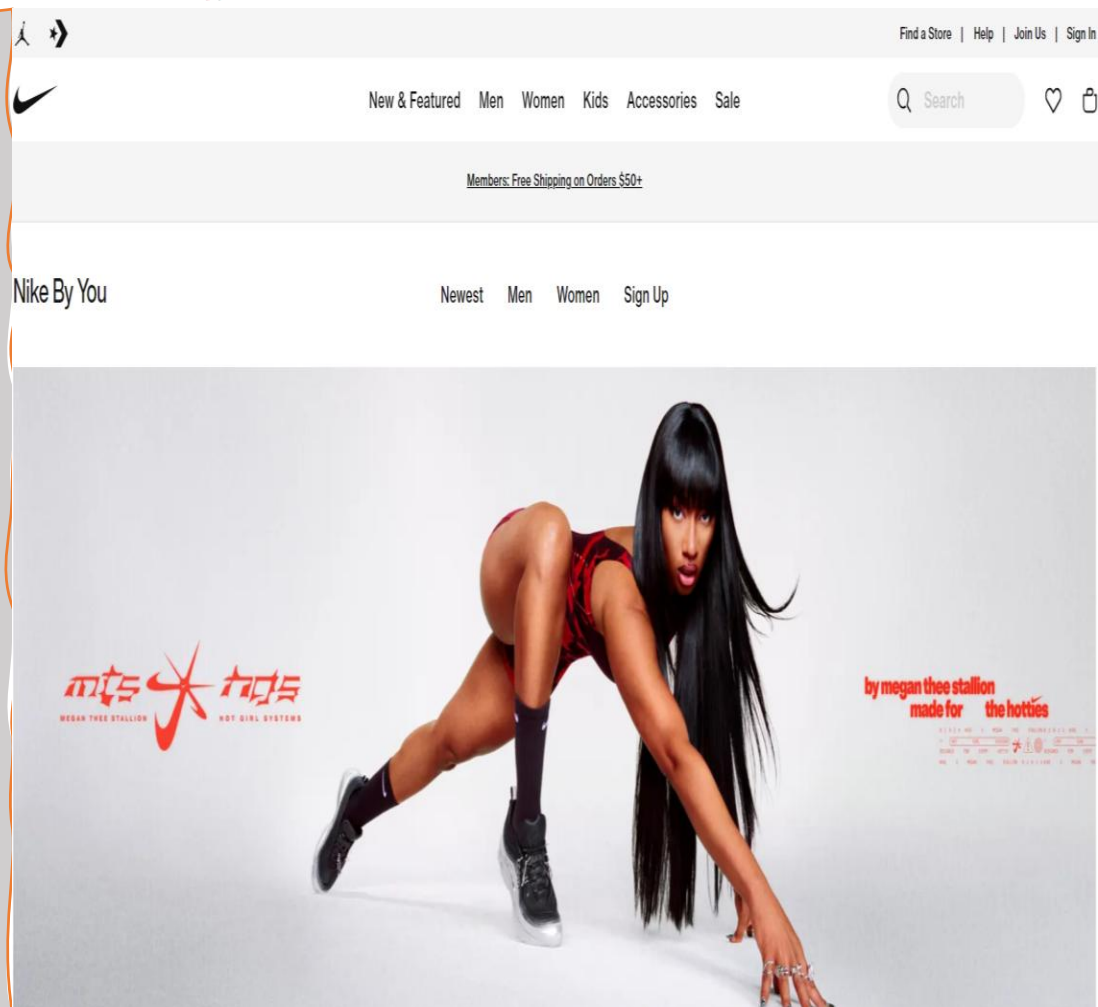 Find a Store | Help | Join Us | Sign In
New & Featured Men Women Kids Accessories Sale
Search
Members: Free Shipping on Orders $50+
Nike By You
Newest Men Women Sign Up
mts hgs
MEGAN THEE STALLION HOT GIRL SYSTEMS
by megan thee stallion
made for the hotties